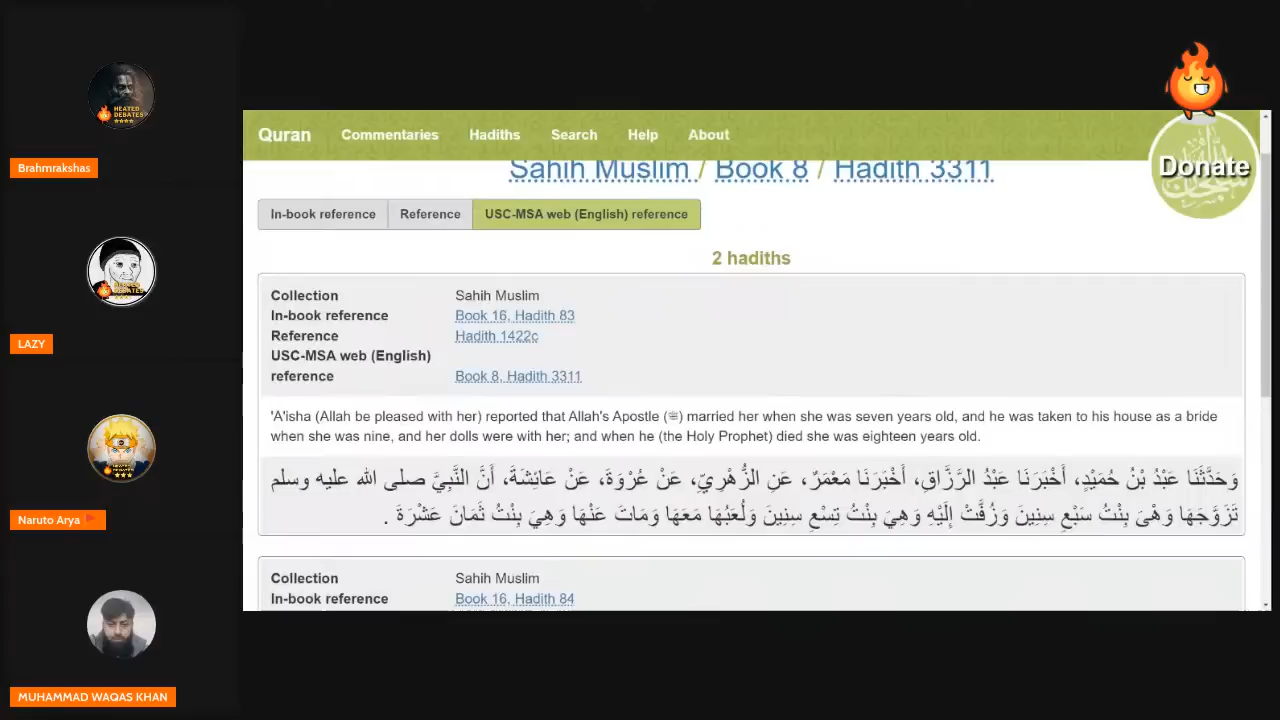 HEATED
DEBATES
Brahmrakshas
LAZY
Naruto Arya
MUHAMMAD WAQAS KHAN
Quran Commentaries Hadiths Search Help About
Donate
Sahih Muslim / Book 8 / Hadith 3311
In-book reference Reference USC-MSA web (English) reference
2 hadiths
Collection Sahih Muslim
In-book reference Book 16, Hadith 83
Reference Hadith 1422c
USC-MSA web (English)
reference Book 8, Hadith 3311
'A'isha (Allah be pleased with her) reported that Allah's Apostle (ﷺ) married her when she was seven years old, and he was taken to his house as a bride
when she was nine, and her dolls were with her; and when he (the Holy Prophet) died she was eighteen years old.
وَحَدَّثَنَا عَبْدُ بْنُ حُمَيْدٍ، أَخْبَرَنَا عَبْدُ الرَّزَّاقِ، أَخْبَرَنَا مَعْمَرٌ، عَنِ الزُّهْرِيِّ، عَنْ عُرْوَةَ، عَنْ عَائِشَةَ، أَنَّ النَّبِيَّ صلى الله عليه وسلم
تَزَوَّجَهَا وَهْىَ بِنْتُ سَبْعِ سِنِينَ وَزُفَّتْ إِلَيْهِ وَهِيَ بِنْتُ تِسْعِ سِنِينَ وَلُعَبُهَا مَعَهَا وَمَاتَ عَنْهَا وَهِيَ بِنْتُ ثَمَانَ عَشْرَةَ ‏.‏
Collection Sahih Muslim
In-book reference Book 16, Hadith 84